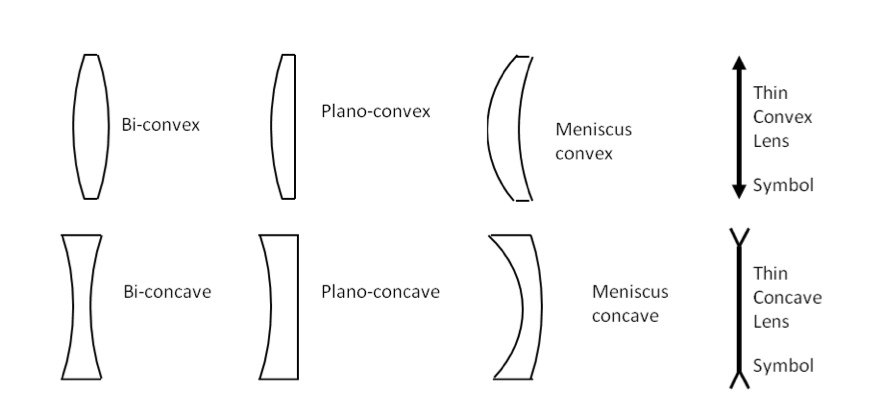 Bi-convex
Plano-convex
Meniscus
convex
Thin
Convex
Lens
Symbol
Bi-concave
Plano-concave
Meniscus
concave
Thin
Concave
Lens
Symbol